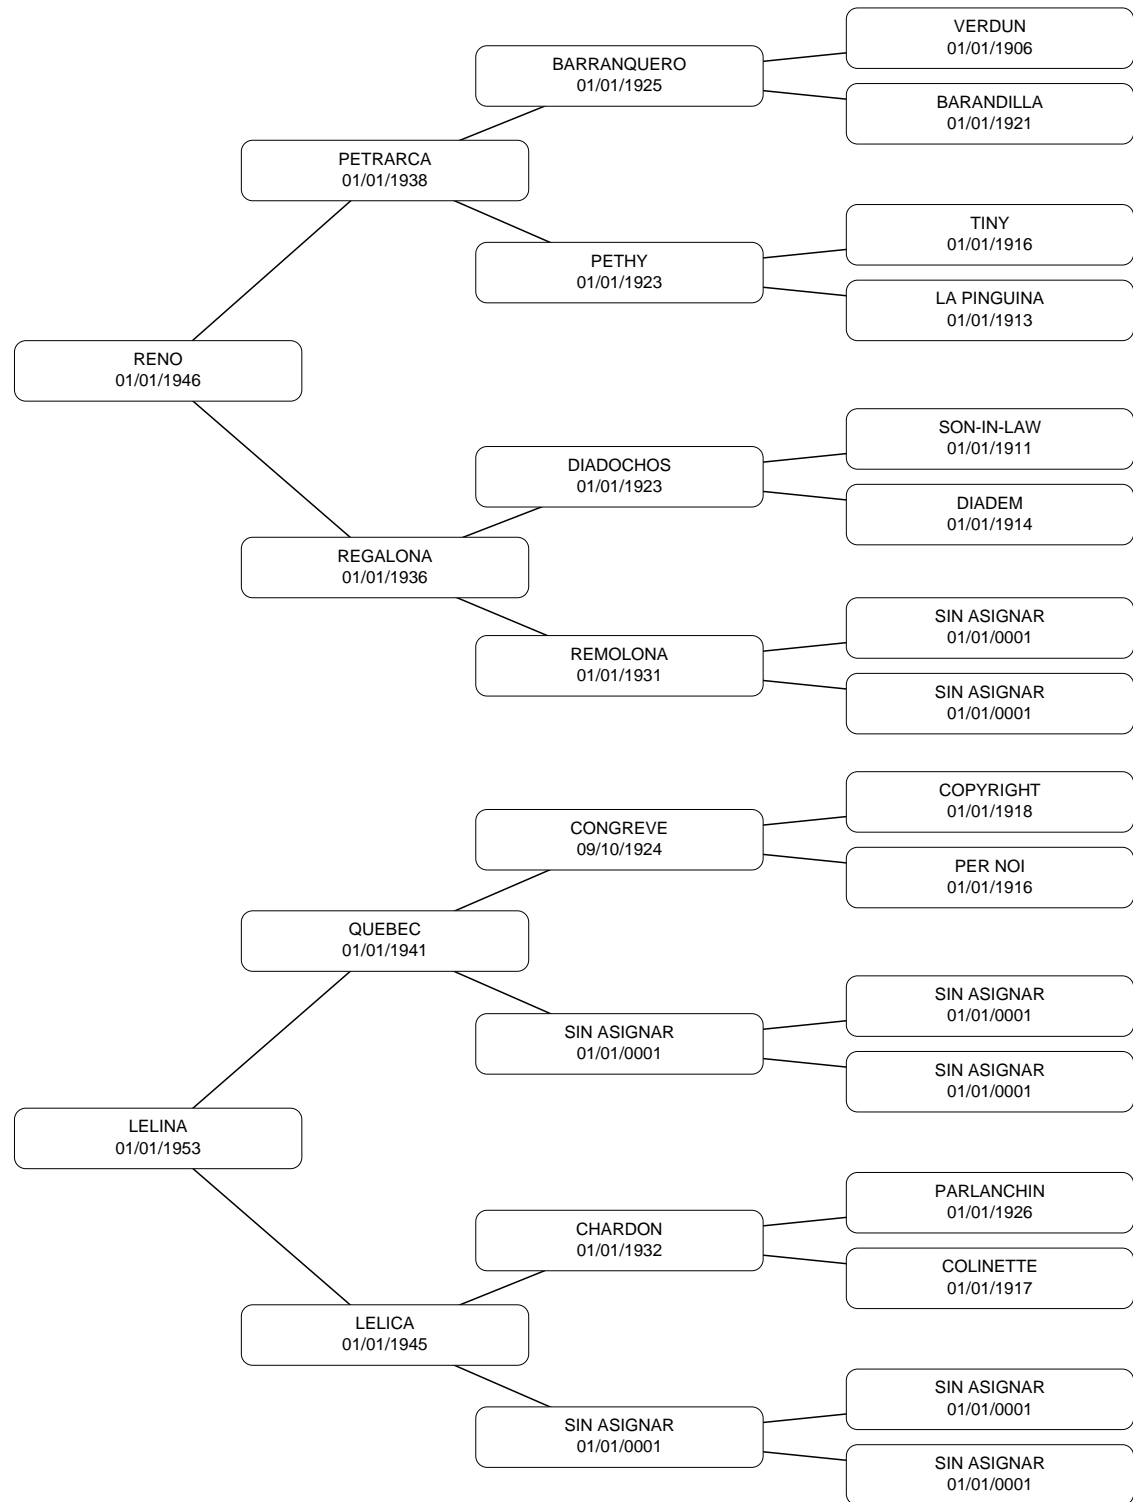 VERDUN
01/01/1906
BARRANQUERO
01/01/1925
BARANDILLA
01/01/1921
PETRARCA
01/01/1938
TINY
01/01/1916
PETHY
01/01/1923
LA PINGUINA
01/01/1913
RENO
01/01/1946
SON-IN-LAW
01/01/1911
DIADOCHOS
01/01/1923
DIADEM
01/01/1914
REGALONA
01/01/1936
SIN ASIGNAR
01/01/0001
REMOLONA
01/01/1931
SIN ASIGNAR
01/01/0001
COPYRIGHT
01/01/1918
CONGREVE
09/10/1924
PER NOI
01/01/1916
QUEBEC
01/01/1941
SIN ASIGNAR
01/01/0001
SIN ASIGNAR
01/01/0001
SIN ASIGNAR
01/01/0001
LELINA
01/01/1953
PARLANCHIN
01/01/1926
CHARDON
01/01/1932
COLINETTE
01/01/1917
LELICA
01/01/1945
SIN ASIGNAR
01/01/0001
SIN ASIGNAR
01/01/0001
SIN ASIGNAR
01/01/0001